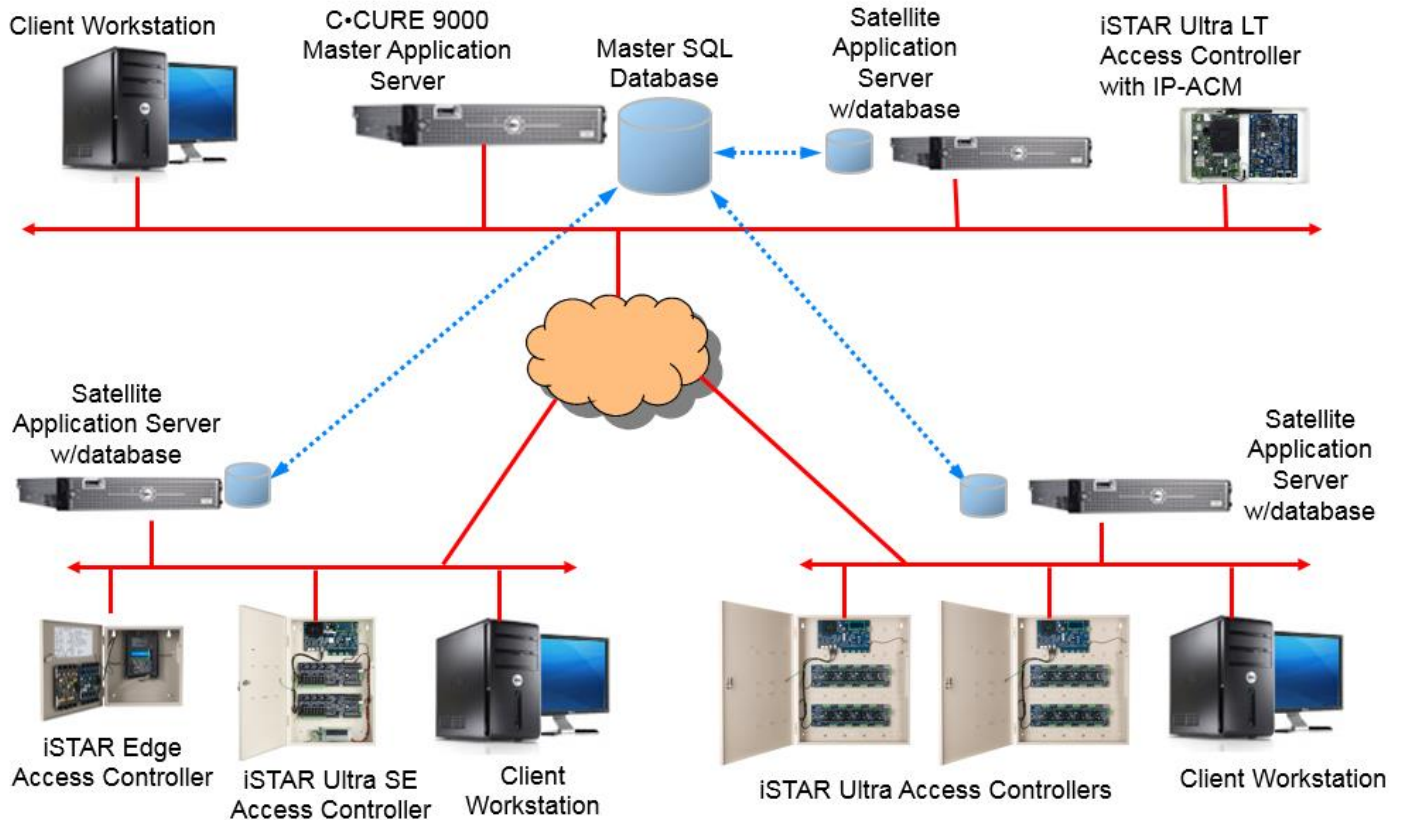 Client Workstation
C•CURE 9000
Master Application
Server
Master SQL
Database
Satellite
Application
Server
w/database
iSTAR Ultra LT
Access Controller
with IP-ACM
Satellite
Application Server
w/database
Satellite
Application
Server
w/database
iSTAR Edge
Access Controller
iSTAR Ultra SE
Access Controller
Client
Workstation
iSTAR Ultra Access Controllers
Client Workstation